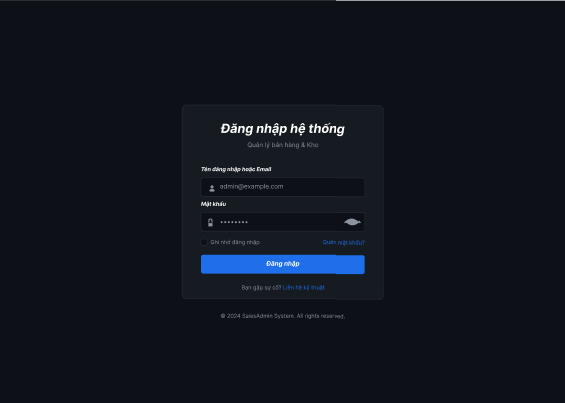 Đăng nhập hệ thống
Quản lý bán hàng & Kho
Tên đăng nhập hoặc Email
admin@example.com
Mật khẩu
••••••••
Ghi nhớ đăng nhập Quên mật khẩu?
Đăng nhập
Bạn gặp sự cố? Liên hệ kỹ thuật
© 2024 SalesAdmin System. All rights reserved.